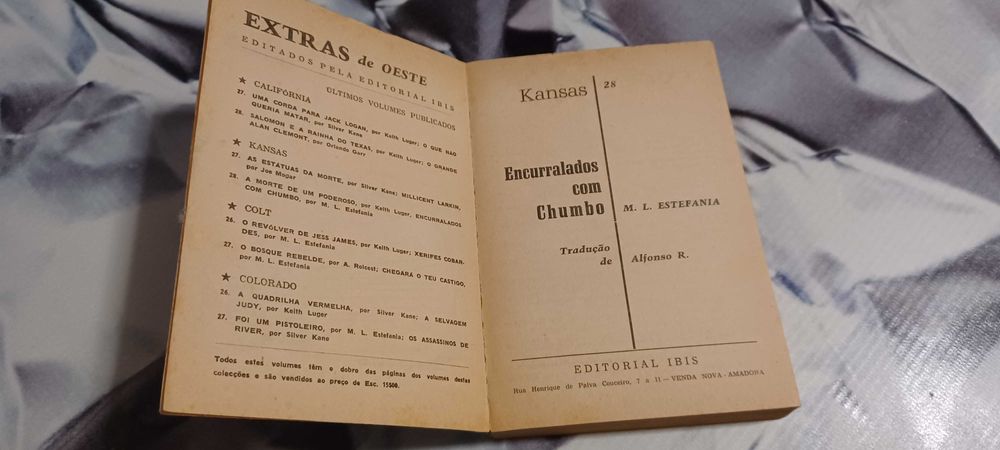 EXTRAS de OESTE
EDITADOS PELA EDITORIAL IBIS
ÚLTIMOS VOLUMES PUBLICADOS
★ CALIFÓRNIA
27. UMA CORDA PARA JACK LOGAN, por Keith Luger; O QUE NÃO
QUERIA MATAR, por Silver Kane
28. SALOMON E A RAINHA DO TEXAS, por Keith Luger; O GRANDE
ALAN CLEMONT; por Orlando Garr
★ KANSAS
27. AS ESTÁTUAS DA MORTE, por Silver Kane; MILLICENT LARKIN,
por Joe Mogar
28. A MORTE DE UM PODEROSO, por Keith Luger, ENCURRALADOS
COM CHUMBO, por M. L. Estefania
★ COLT
26. O REVÓLVER DE JESS JAMES, por Keith Luger; XERIFES COBAR-
DES, por M. L. Estefania
27. O BOSQUE REBELDE, por A. Rolcest; CHEGARÁ O TEU CASTIGO,
por M. L. Estefania
★ COLORADO
26. A QUADRILHA VERMELHA, por Silver Kane; A SELVAGEM
JUDY, por Keith Luger
27. FOI UM PISTOLEIRO, por M. L. Estefania; OS ASSASSINOS DE
RIVER, por Silver Kane
Todos estes volumes têm o dobro das páginas dos volumes destas
colecções e são vendidos ao preço de Esc. 15$00.
Kansas 28
Encurralados
com
Chumbo
M. L. ESTEFANIA
Tradução
de
Alfonso R.
EDITORIAL IBIS
Rua Henrique de Paiva Couceiro, 7 a 11 — VENDA NOVA - AMADORA